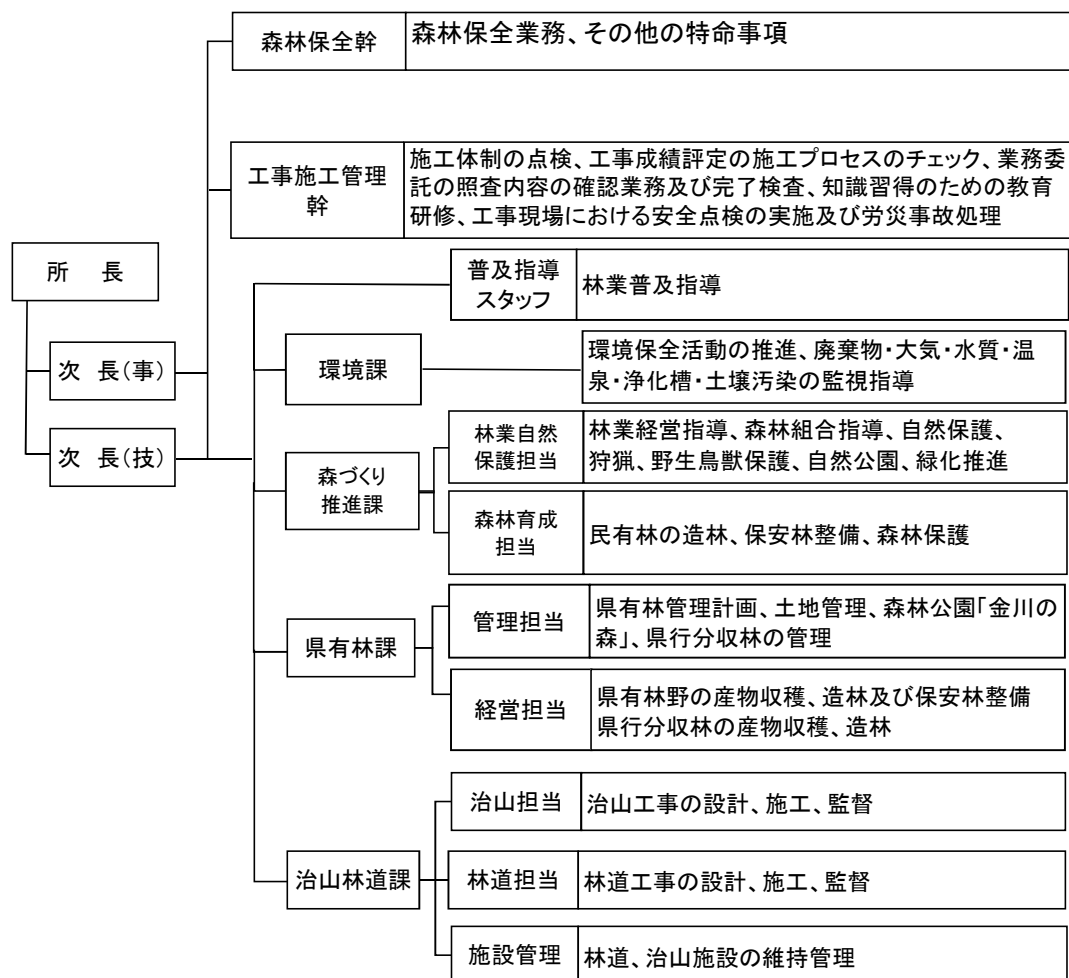 森林保全幹
森林保全業務、その他の特命事項
工事施工管理
幹
施工体制の点検、工事成績評定の施工プロセスのチェック、業務委
託の照査内容の確認業務及び完了検査、知識習得のための教育
研修、工事現場における安全点検の実施及び労災事故処理
所　長
次　長(事)
次　長(技)
普及指導
スタッフ
林業普及指導
環境課
環境保全活動の推進、廃棄物・大気・水質・温
泉・浄化槽・土壌汚染の監視指導
森づくり
推進課
林業自然
保護担当
林業経営指導、森林組合指導、自然保護、
狩猟、野生鳥獣保護、自然公園、緑化推進
森林育成
担当
民有林の造林、保安林整備、森林保護
県有林課
管理担当
県有林管理計画、土地管理、森林公園「金川の
森」、県行分収林の管理
経営担当
県有林野の産物収穫、造林及び保安林整備
県行分収林の産物収穫、造林
治山林道課
治山担当
治山工事の設計、施工、監督
林道担当
林道工事の設計、施工、監督
施設管理
林道、治山施設の維持管理